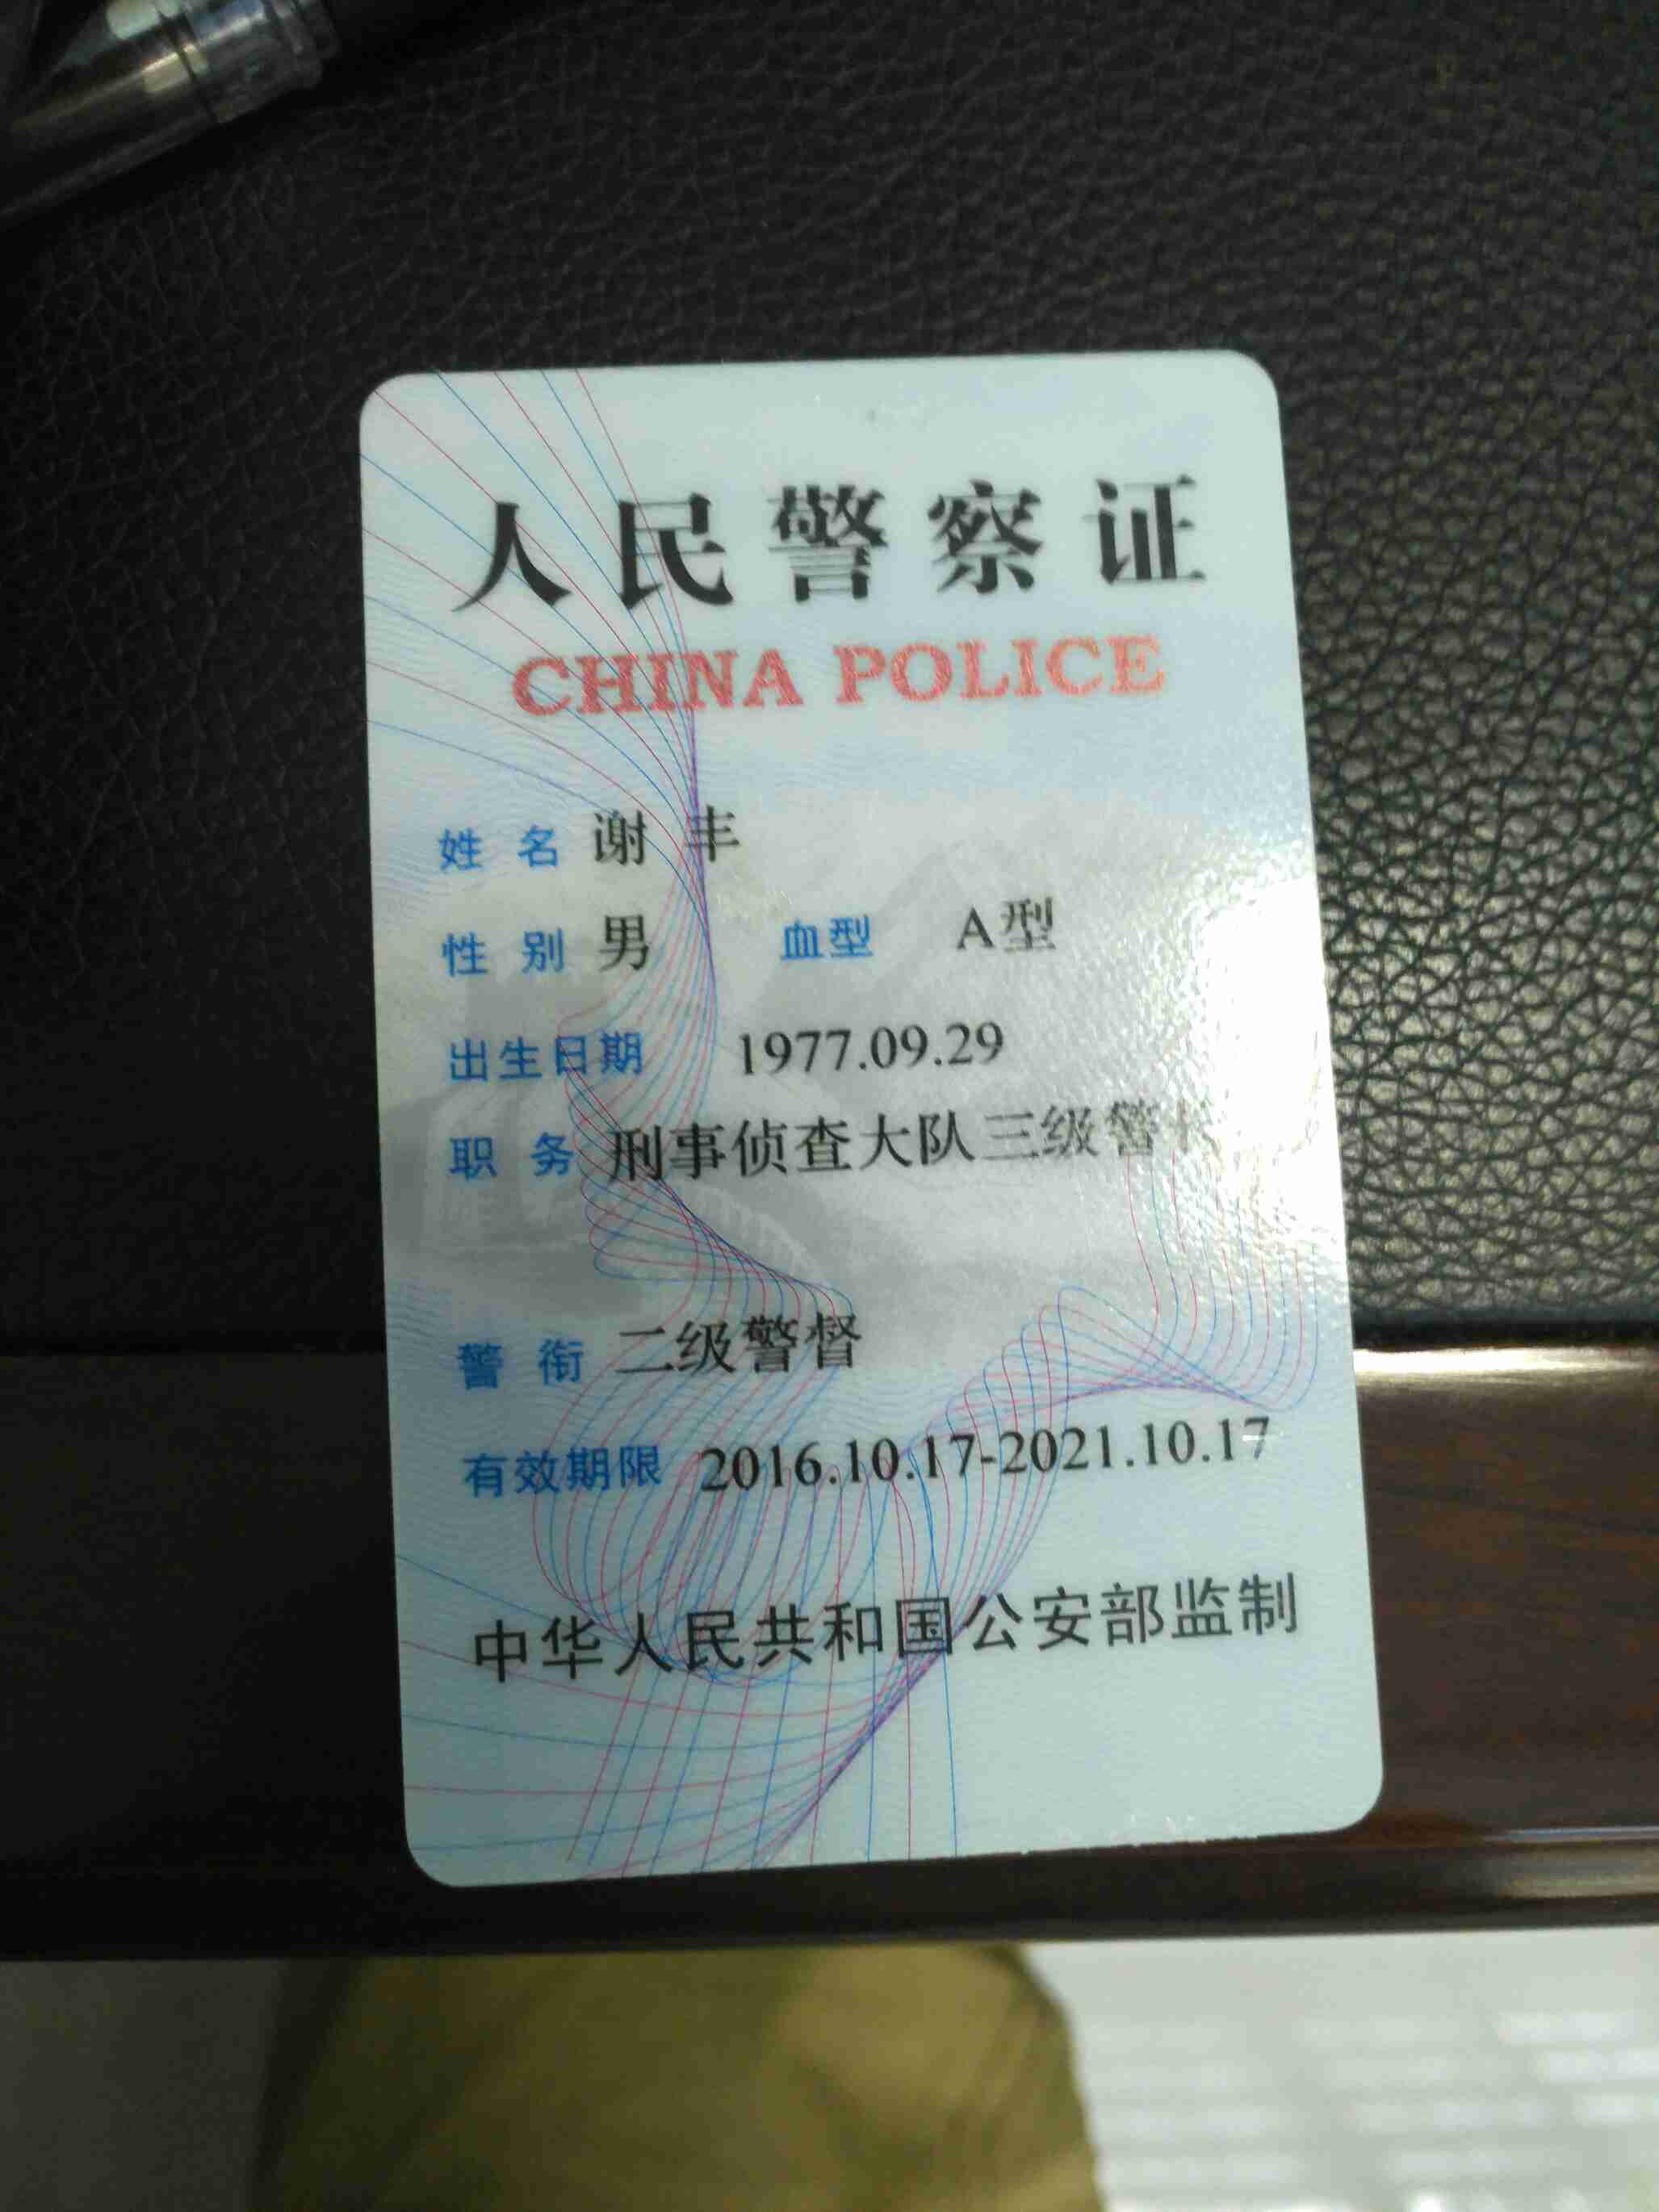 人民警察证
CHINA POLICE
姓名 谢丰
性别 男 血型 A型
出生日期 1977.09.29
职务 刑事侦查大队三级警长
警衔 二级警督
有效期限 2016.10.17-2021.10.17
中华人民共和国公安部监制